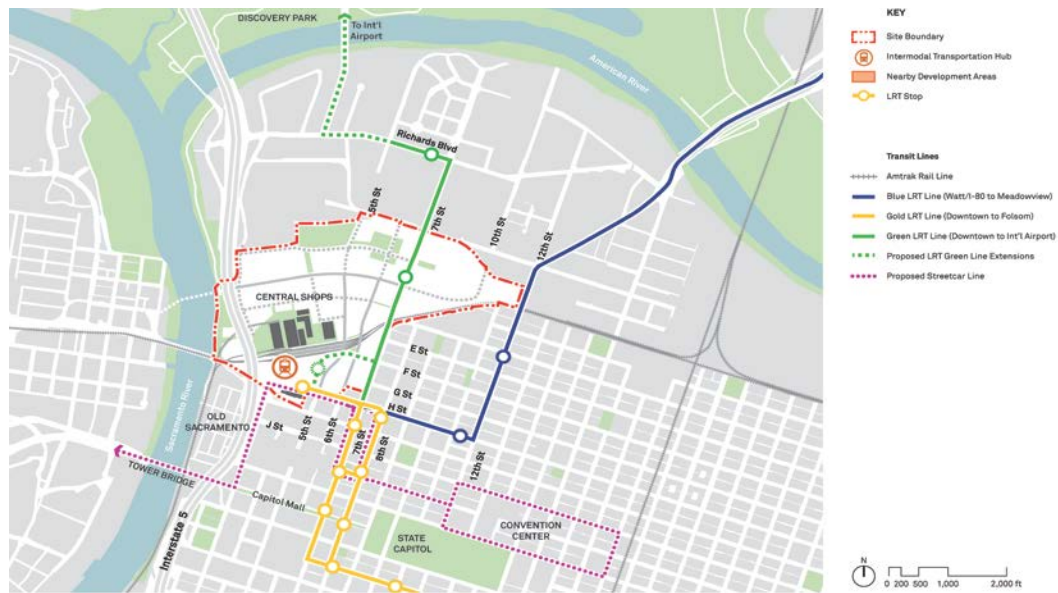 DISCOVERY PARK
To Int'l
Airport
American River
Richards Blvd
5th St
7th St
10th St
12th St
CENTRAL SHOPS
E St
F St
G St
H St
Sacramento River
OLD
SACRAMENTO
J St
5th St
6th St
7th St
8th St
12th St
TOWER BRIDGE
Capitol Mall
Interstate 5
STATE
CAPITOL
CONVENTION
CENTER
KEY
Site Boundary
Intermodal Transportation Hub
Nearby Development Areas
LRT Stop
Transit Lines
Amtrak Rail Line
Blue LRT Line (Watt/I-80 to Meadowview)
Gold LRT Line (Downtown to Folsom)
Green LRT Line (Downtown to Int'l Airport)
Proposed LRT Green Line Extensions
Proposed Streetcar Line
N
0 200 500 1,000 2,000 ft